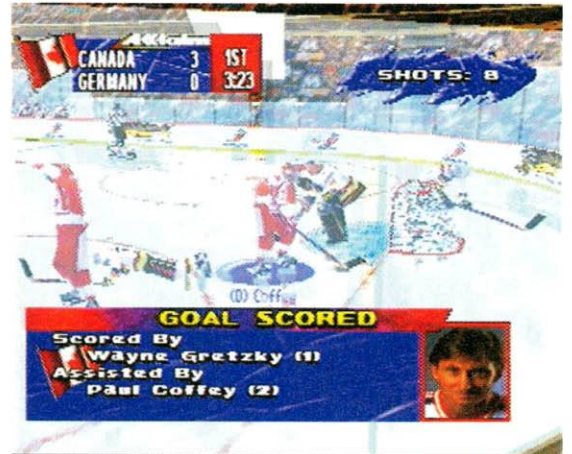 CANADA 3 1ST
GERMANY 0 3:23
SHOTS: 8
(D) Coffey
GOAL SCORED
Scored By
Wayne Gretzky (1)
Assisted By
Paul Coffey (2)